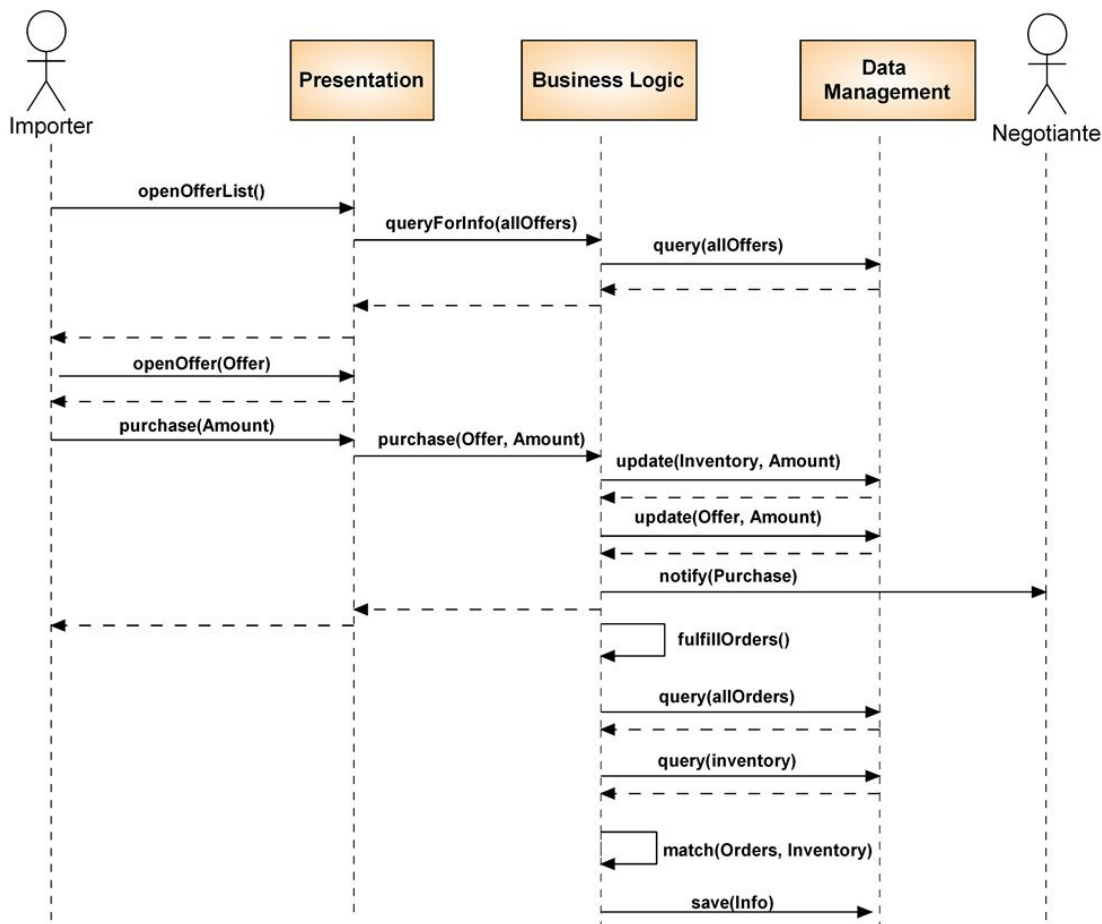 Presentation
Business Logic
Data
Management
Importer
Negotiante
openOfferList()
queryForInfo(allOffers)
query(allOffers)
openOffer(Offer)
purchase(Amount)
purchase(Offer, Amount)
update(Inventory, Amount)
update(Offer, Amount)
notify(Purchase)
fulfillOrders()
query(allOrders)
query(inventory)
match(Orders, Inventory)
save(Info)